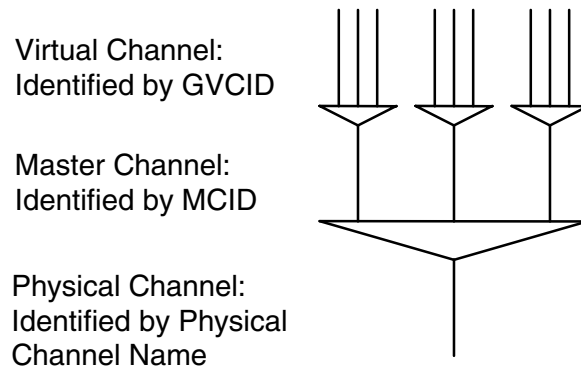 Virtual Channel:
Identified by GVCID
Master Channel:
Identified by MCID
Physical Channel:
Identified by Physical
Channel Name